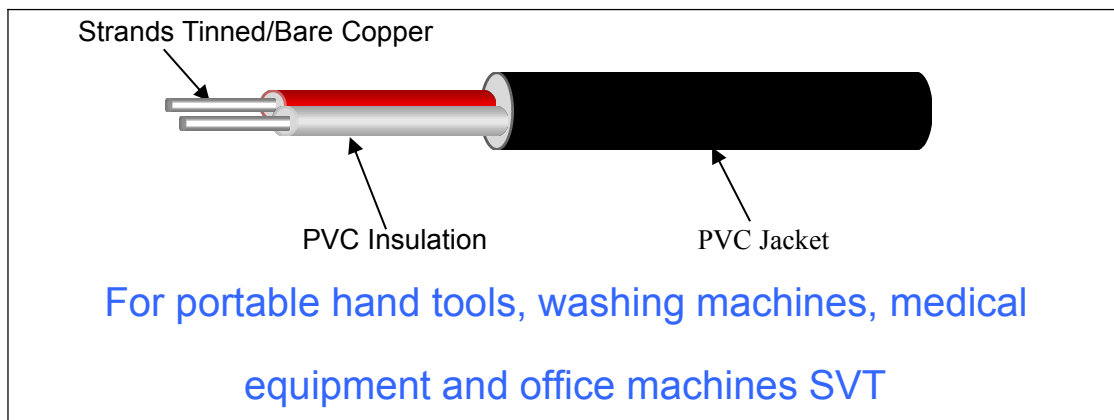 Strands Tinned/Bare Copper
PVC Insulation
PVC Jacket
For portable hand tools, washing machines, medical
equipment and office machines SVT